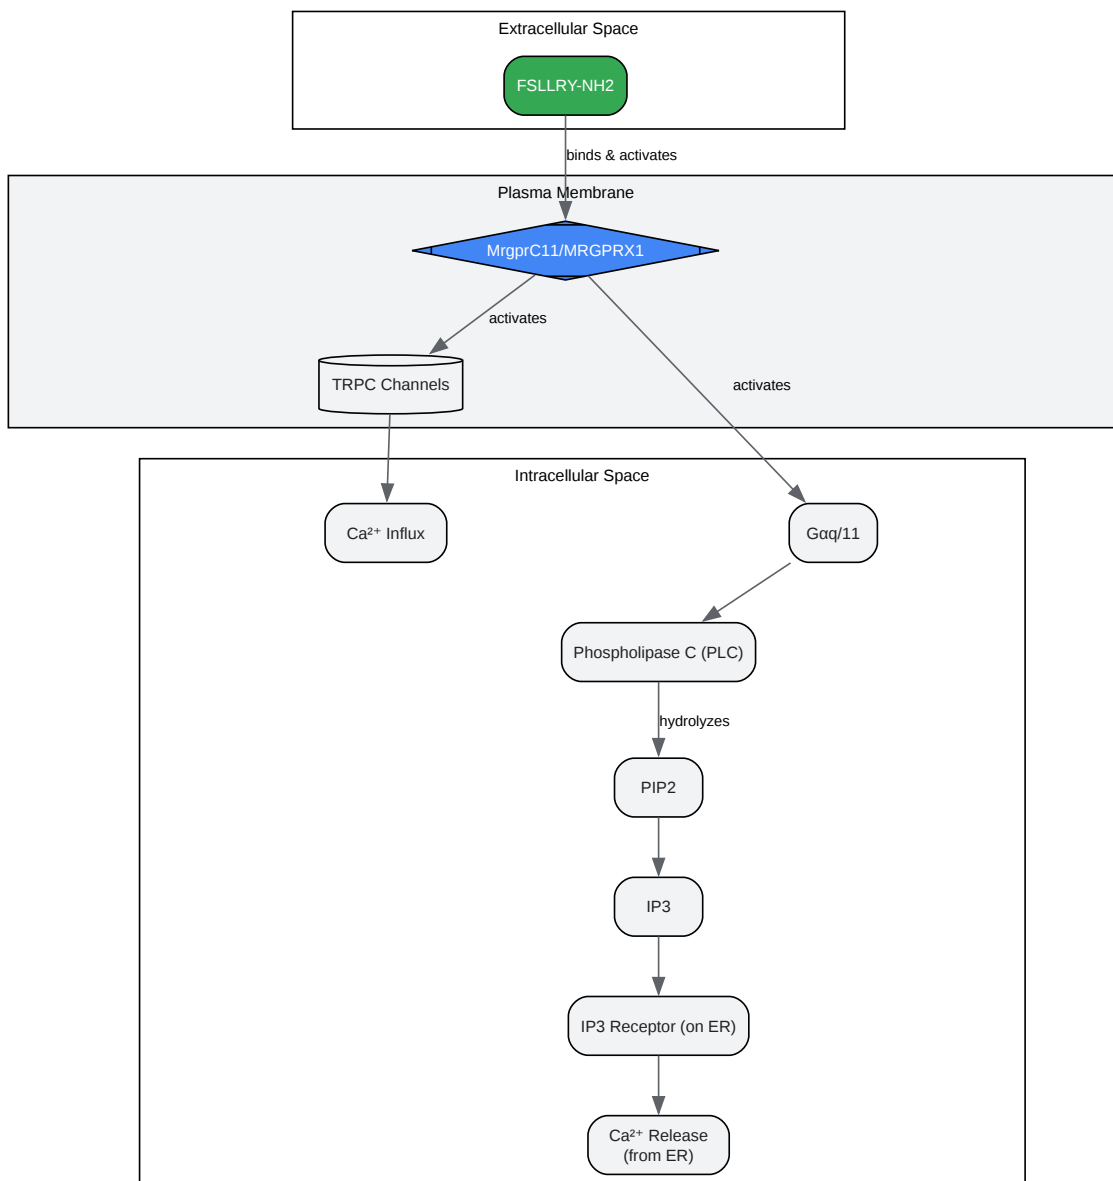 Extracellular Space
FSLLRY-NH2
binds & activates
Plasma Membrane
MrgprC11/MRGPRX1
activates
TRPC Channels
activates
Intracellular Space
Ca²⁺ Influx
Gαq/11
Phospholipase C (PLC)
hydrolyzes
PIP2
IP3
IP3 Receptor (on ER)
Ca²⁺ Release
(from ER)